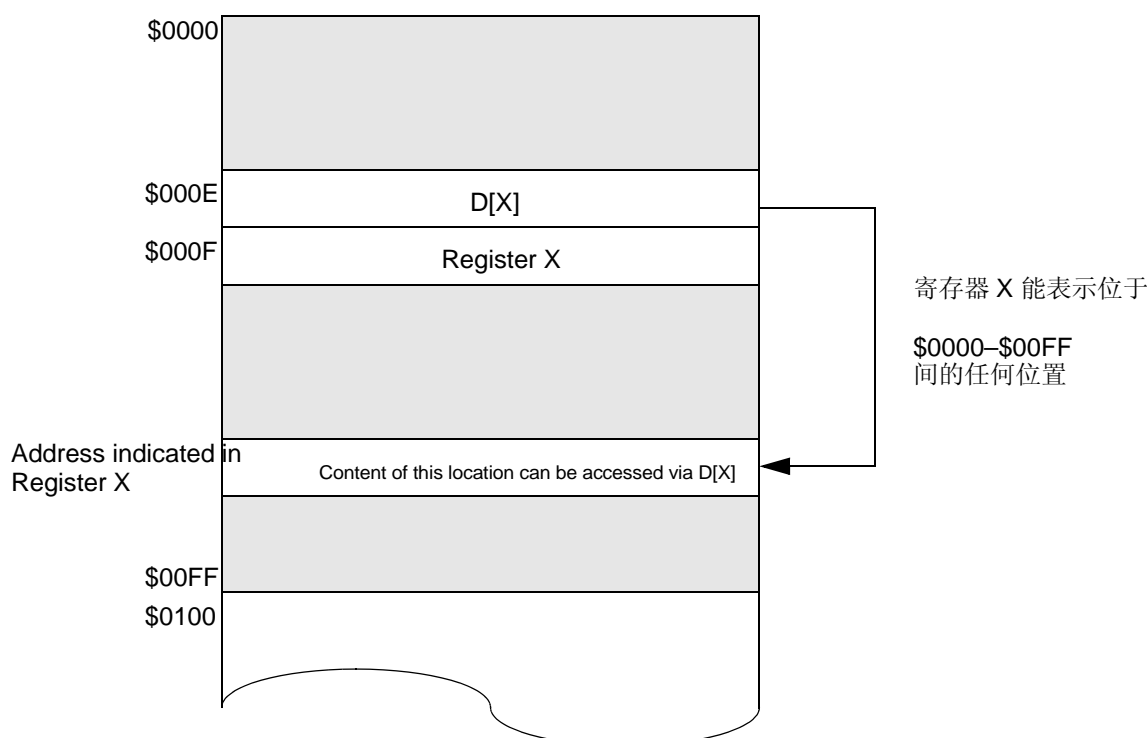 $0000
$000E
D[X]
$000F
Register X
寄存器 X 能表示位于
$0000–$00FF
间的任何位置
Address indicated in
Register X
Content of this location can be accessed via D[X]
$00FF
$0100